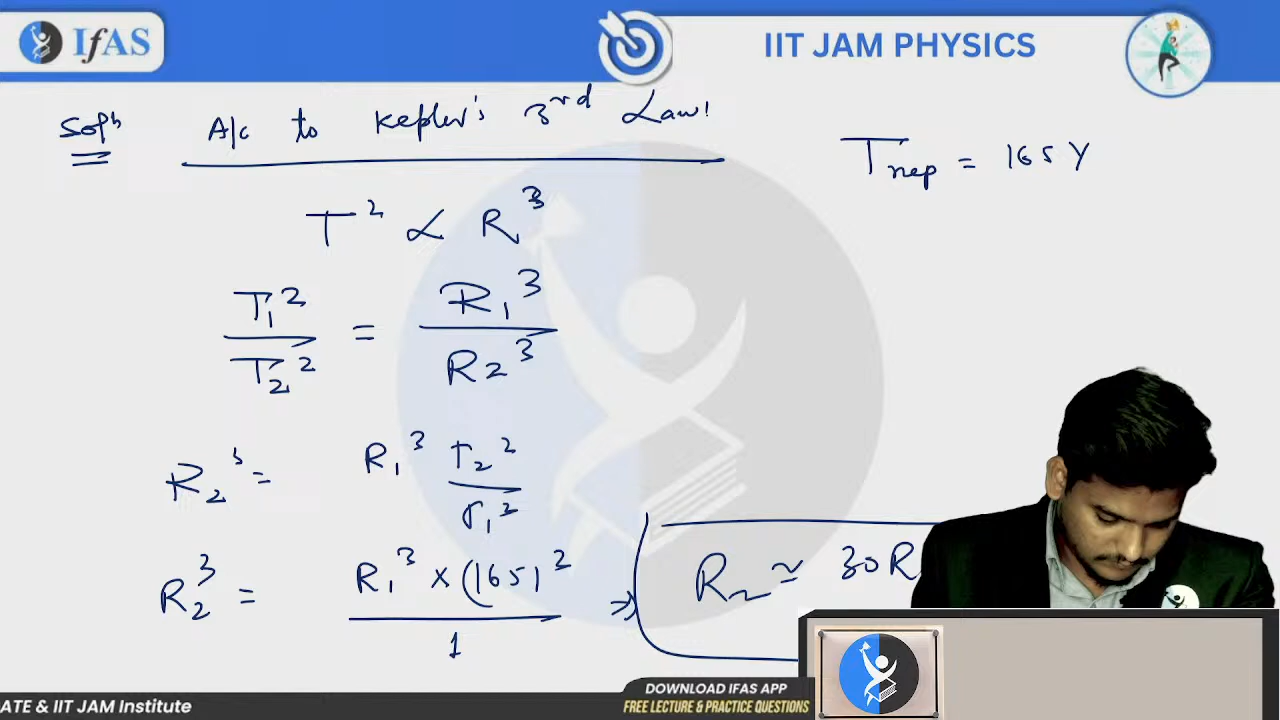 IfAS
IIT JAM PHYSICS
Solⁿ A/c to Kepler's 3rd Law!
T² ∝ R³
T₁²/T₂² = R₁³/R₂³
R₂³ = R₁³ T₂²/T₁²
R₂³ = R₁³ × (165)²/1 ⇒ R₂ ≃ 30R
T_nep = 165 Y
DOWNLOAD IFAS APP
FREE LECTURE & PRACTICE QUESTIONS
ATE & IIT JAM Institute